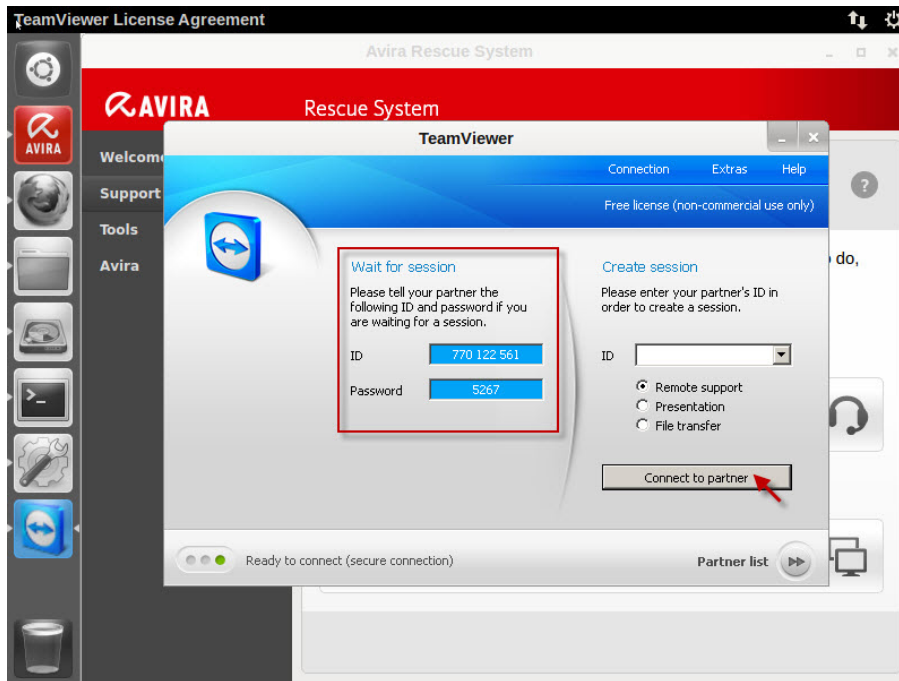 TeamViewer License Agreement
Avira Rescue System
AVIRA
Rescue System
AVIRA
Welcom
Support
Tools
Avira
do,
TeamViewer
Connection Extras Help
Free license (non-commercial use only)
Wait for session
Please tell your partner the
following ID and password if you
are waiting for a session.
ID 770 122 561
Password 5267
Create session
Please enter your partner's ID in
order to create a session.
ID
Remote support
Presentation
File transfer
Connect to partner
Ready to connect (secure connection)
Partner list